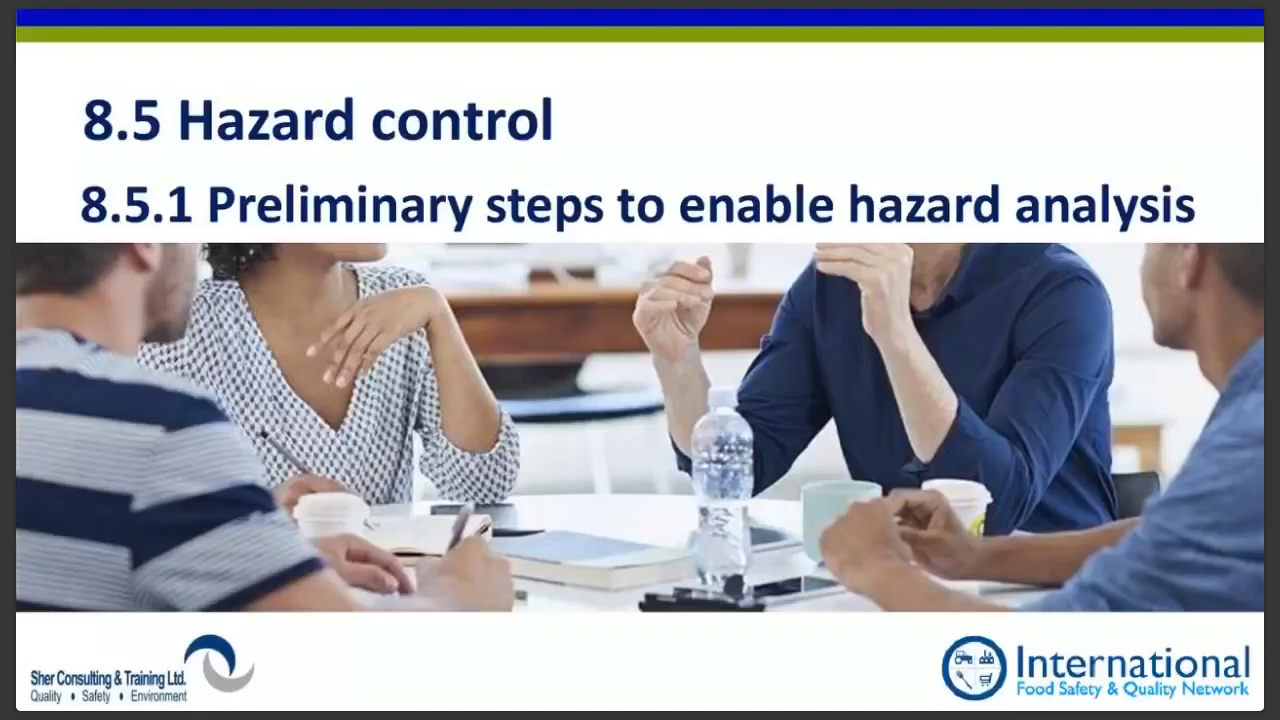 8.5 Hazard control
8.5.1 Preliminary steps to enable hazard analysis
Sher Consulting & Training Ltd.
Quality • Safety • Environment
International
Food Safety & Quality Network